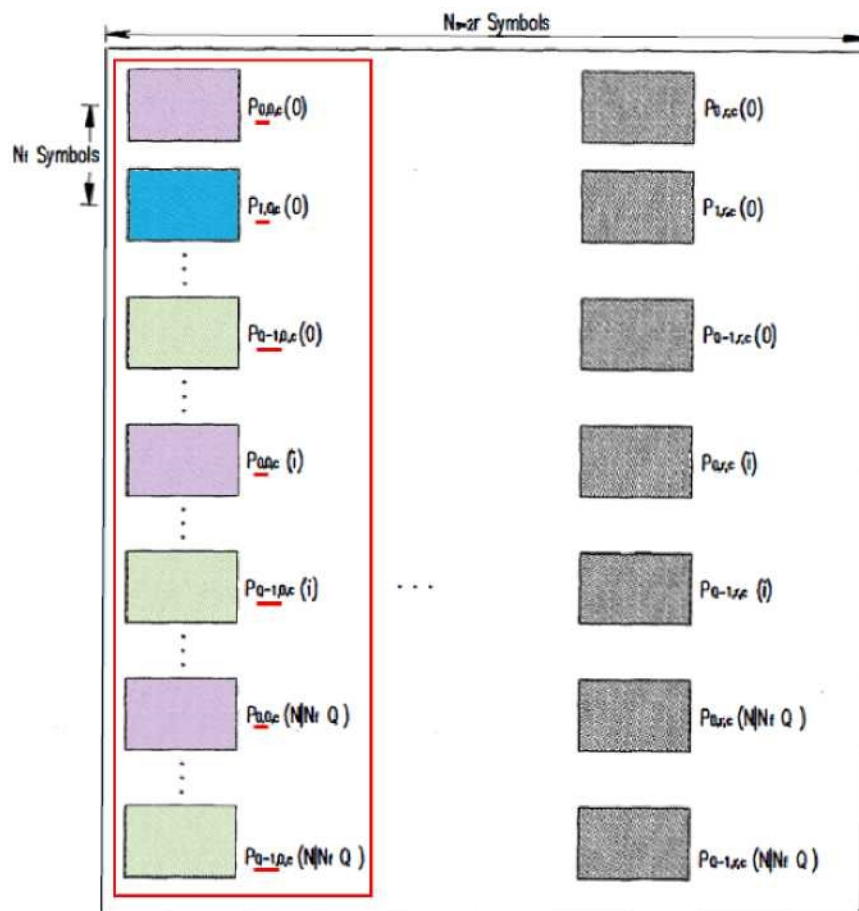 Nm=2r Symbols
P0,0,c(0) P0,r,c(0)
Nf Symbols
P1,0,c(0) P1,r,c(0)
PQ-1,0,c(0) PQ-1,r,c(0)
P0,0,c (i) P0,r,c (i)
PQ-1,0,c (i) PQ-1,r,c (i)
P0,0,c (N|Nf Q ) P0,r,c (N|Nf Q )
PQ-1,0,c (N|Nf Q ) PQ-1,r,c (N|Nf Q )